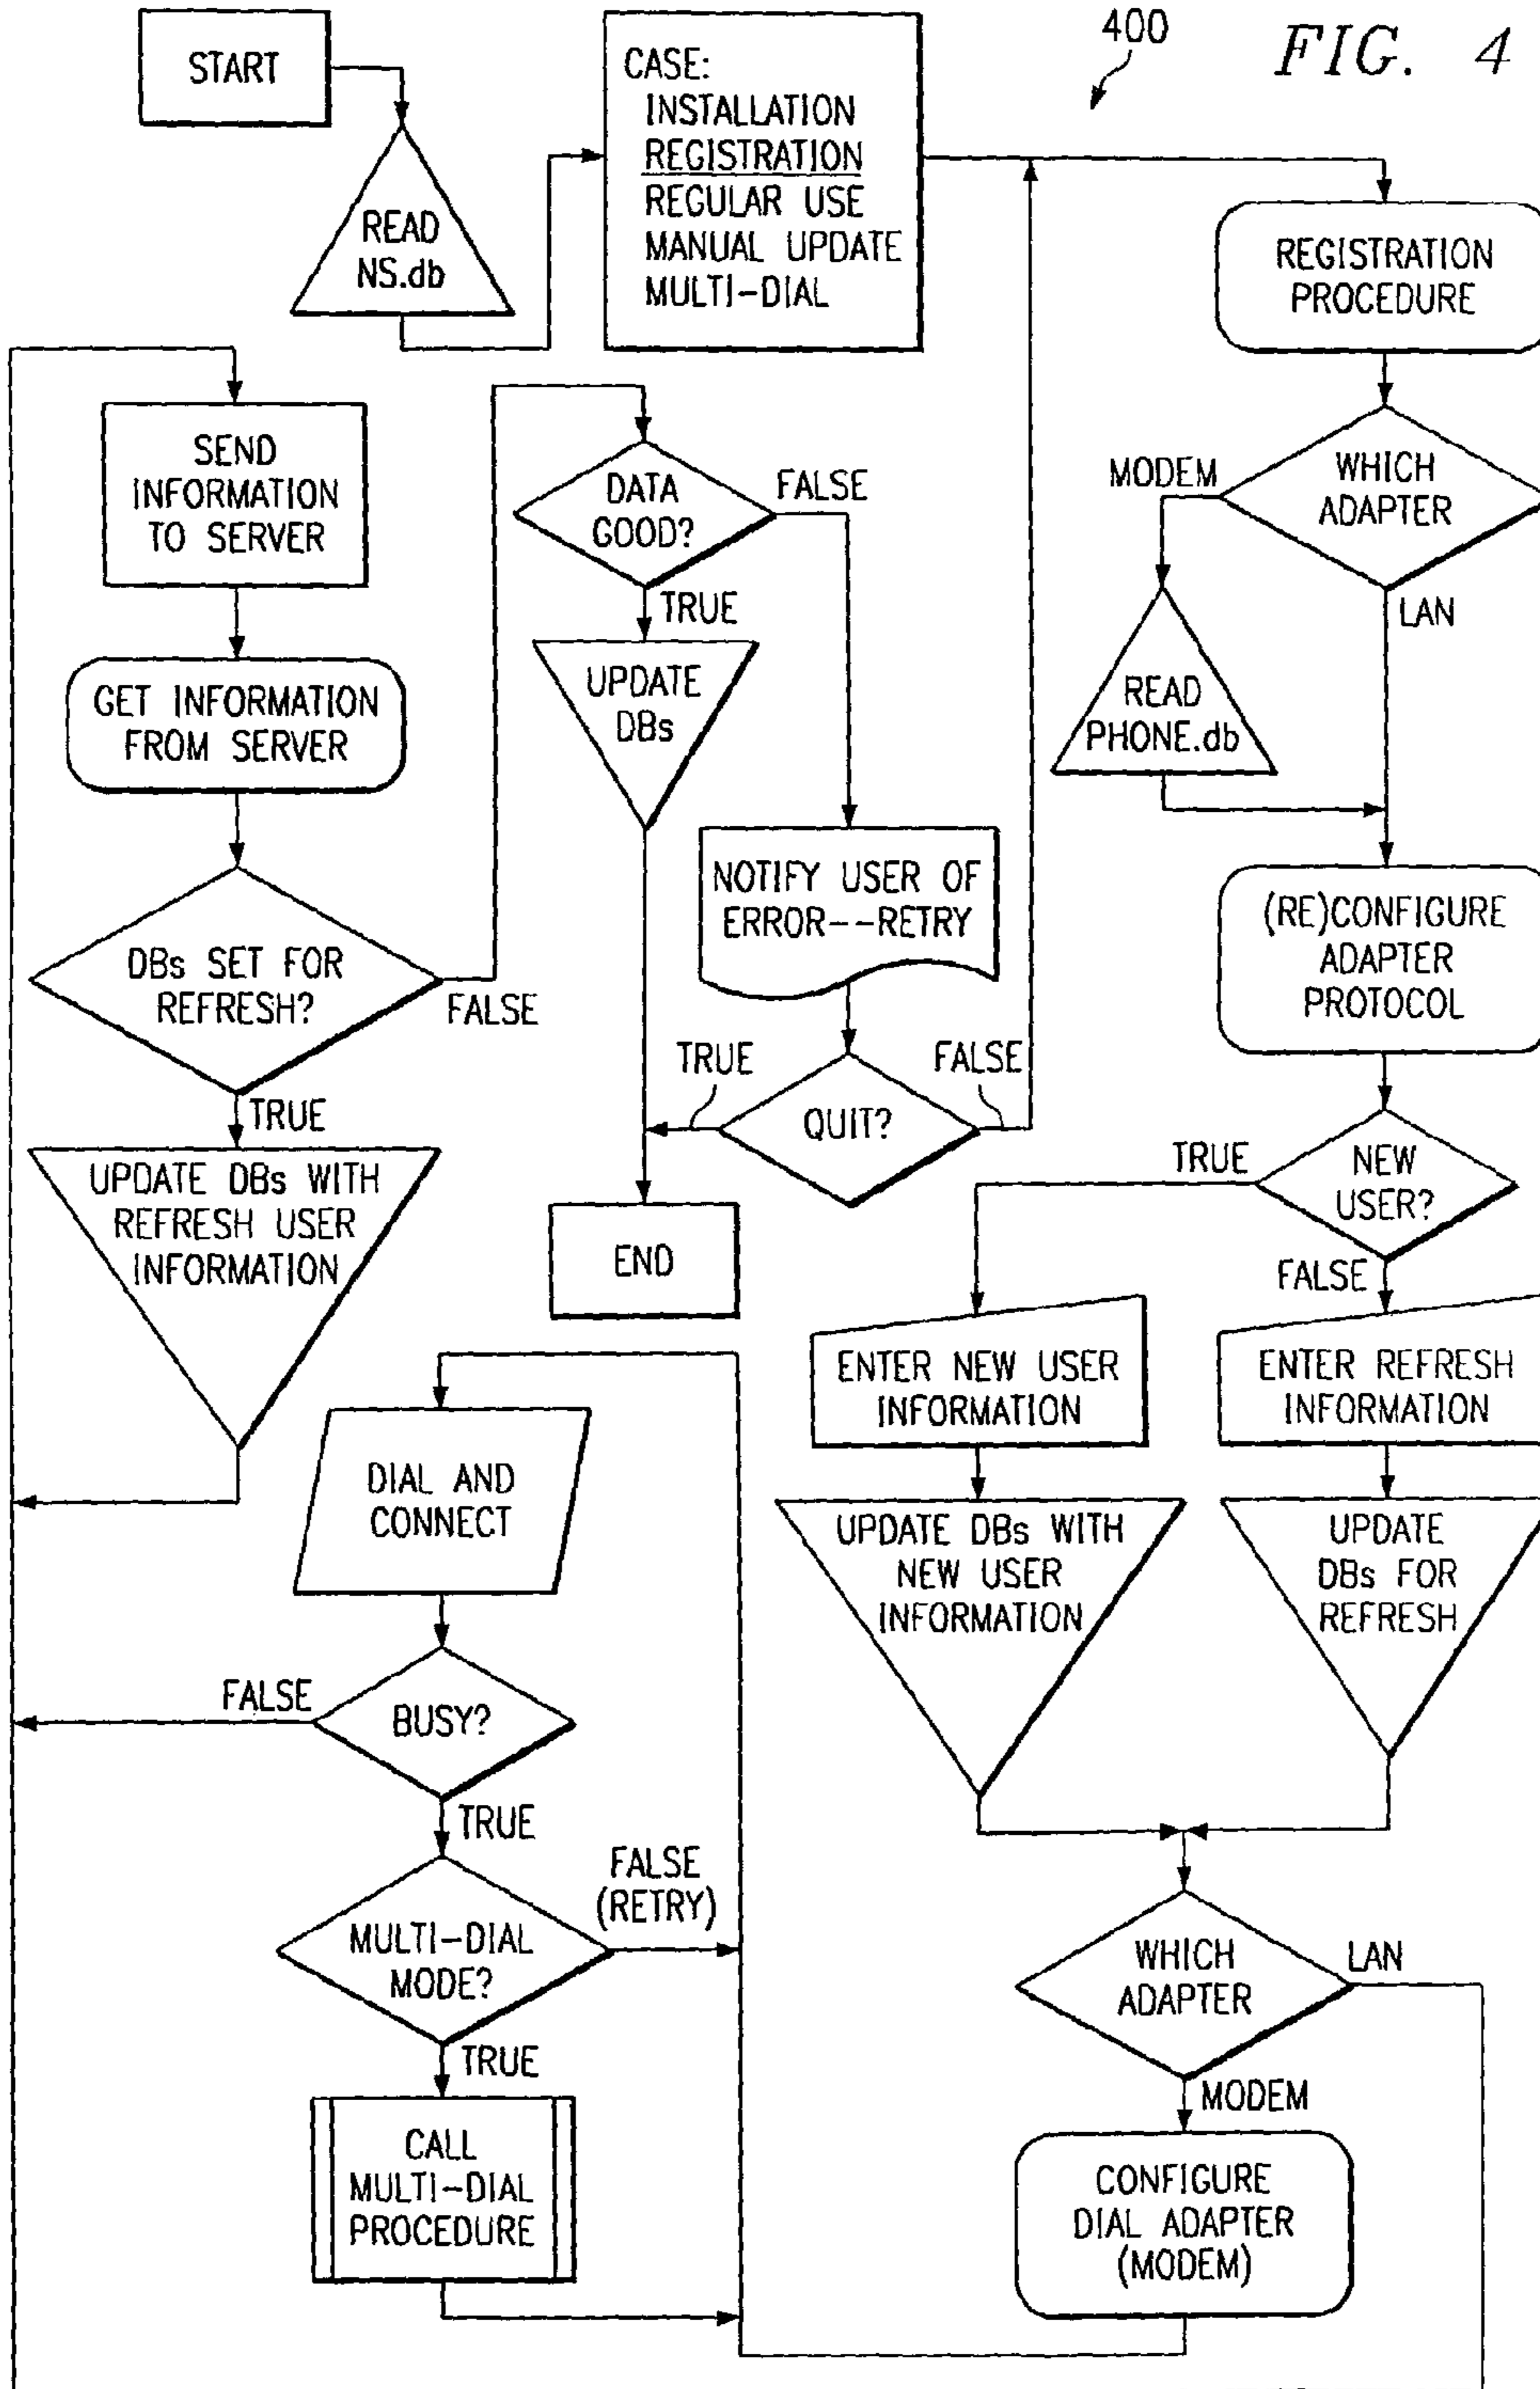 400
FIG. 4
START
READ
NS.db
CASE:
INSTALLATION
REGISTRATION
REGULAR USE
MANUAL UPDATE
MULTI-DIAL
REGISTRATION
PROCEDURE
WHICH
ADAPTER
MODEM
LAN
READ
PHONE.db
(RE)CONFIGURE
ADAPTER
PROTOCOL
NEW
USER?
TRUE
FALSE
ENTER NEW USER
INFORMATION
ENTER REFRESH
INFORMATION
UPDATE DBs WITH
NEW USER
INFORMATION
UPDATE
DBs FOR
REFRESH
WHICH
ADAPTER
LAN
MODEM
CONFIGURE
DIAL ADAPTER
(MODEM)
DIAL AND
CONNECT
BUSY?
FALSE
TRUE
MULTI-DIAL
MODE?
FALSE
(RETRY)
TRUE
CALL
MULTI-DIAL
PROCEDURE
SEND
INFORMATION
TO SERVER
GET INFORMATION
FROM SERVER
DBs SET FOR
REFRESH?
FALSE
TRUE
UPDATE DBs WITH
REFRESH USER
INFORMATION
DATA
GOOD?
FALSE
TRUE
UPDATE
DBs
NOTIFY USER OF
ERROR--RETRY
QUIT?
TRUE
FALSE
END